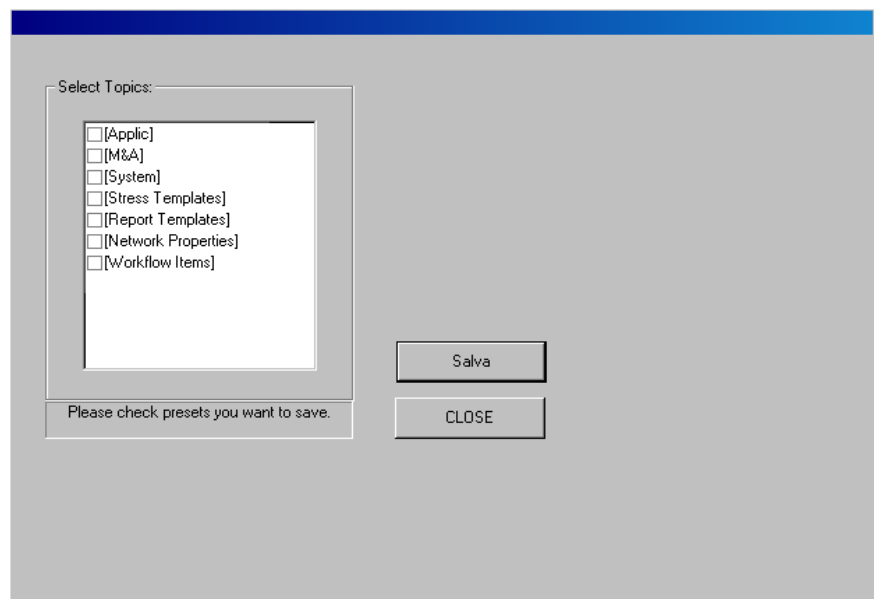 Select Topics:
[Applic]
[M&A]
[System]
[Stress Templates]
[Report Templates]
[Network Properties]
[Workflow Items]
Salva
Please check presets you want to save.
CLOSE